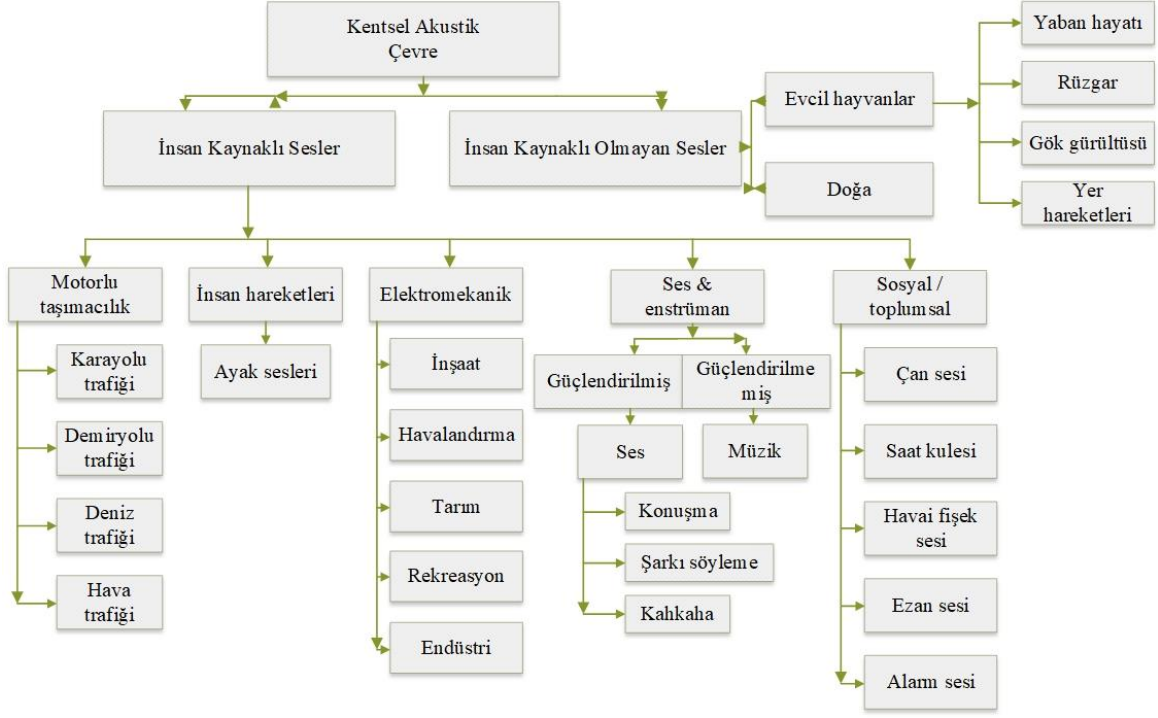 Kentsel Akustik
Çevre
İnsan Kaynaklı Sesler
İnsan Kaynaklı Olmayan Sesler
Evcil hayvanlar
Doğa
Yaban hayatı
Rüzgar
Gök gürültüsü
Yer
hareketleri
Motorlu
taşımacılık
Karayolu
trafiği
Demiryolu
trafiği
Deniz
trafiği
Hava
trafiği
İnsan hareketleri
Ayak sesleri
Elektromekanik
İnşaat
Havalandırma
Tarım
Rekreasyon
Endüstri
Ses &
enstrüman
Güçlendirilmiş
Güçlendirilme
miş
Ses
Müzik
Konuşma
Şarkı söyleme
Kahkaha
Sosyal /
toplumsal
Çan sesi
Saat kulesi
Havai fişek
sesi
Ezan sesi
Alarm sesi